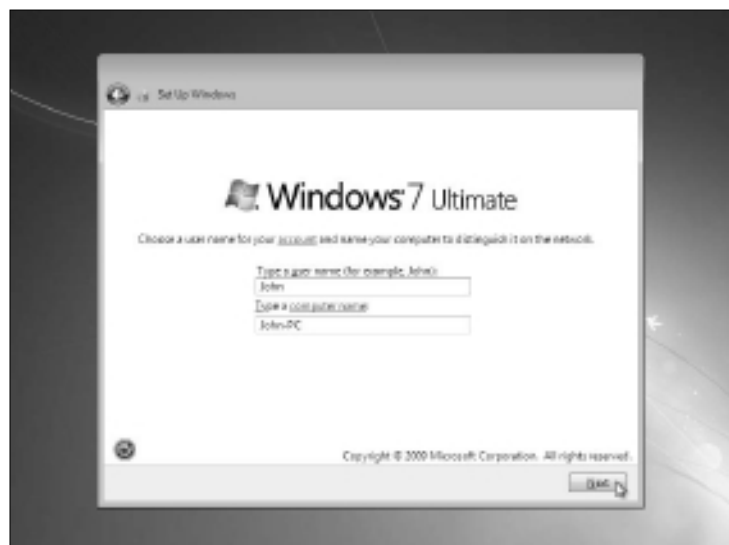 Set Up Windows
Windows 7 Ultimate
Choose a user name for your account and name your computer to distinguish it on the network.
Type a user name (for example, John):
John
Type a computer name:
John-PC
Copyright © 2009 Microsoft Corporation. All rights reserved.
Next